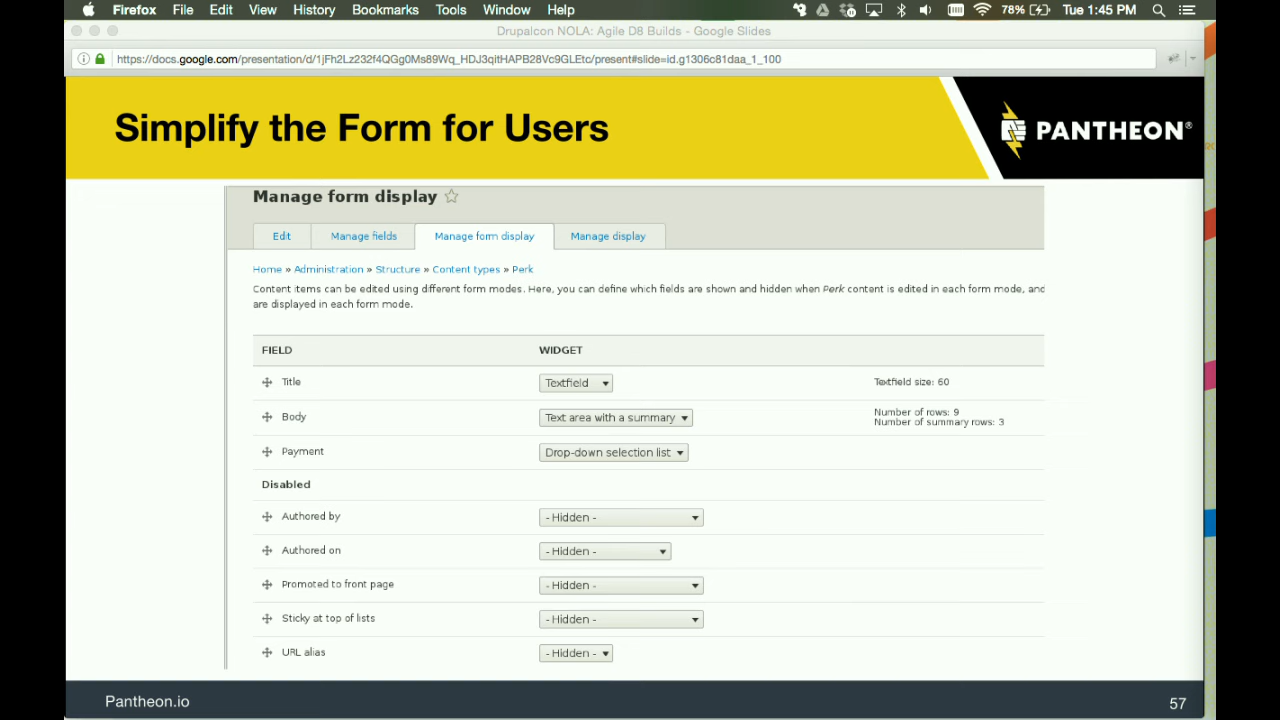 Firefox File Edit View History Bookmarks Tools Window Help 78% Tue 1:45 PM
Drupalcon NOLA: Agile D8 Builds - Google Slides
https://docs.google.com/presentation/d/1jFh2Lz232f4QGg0Ms89Wq_HDJ3qitHAPB28Vc9GLEtc/present#slide=id.g1306c81daa_1_100
Simplify the Form for Users
PANTHEON®
Manage form display
Edit Manage fields Manage form display Manage display
Home » Administration » Structure » Content types » Perk
Content items can be edited using different form modes. Here, you can define which fields are shown and hidden when Perk content is edited in each form mode, and
are displayed in each form mode.
FIELD WIDGET
Title Textfield Textfield size: 60
Body Text area with a summary Number of rows: 9
Number of summary rows: 3
Payment Drop-down selection list
Disabled
Authored by - Hidden -
Authored on - Hidden -
Promoted to front page - Hidden -
Sticky at top of lists - Hidden -
URL alias - Hidden -
Pantheon.io 57